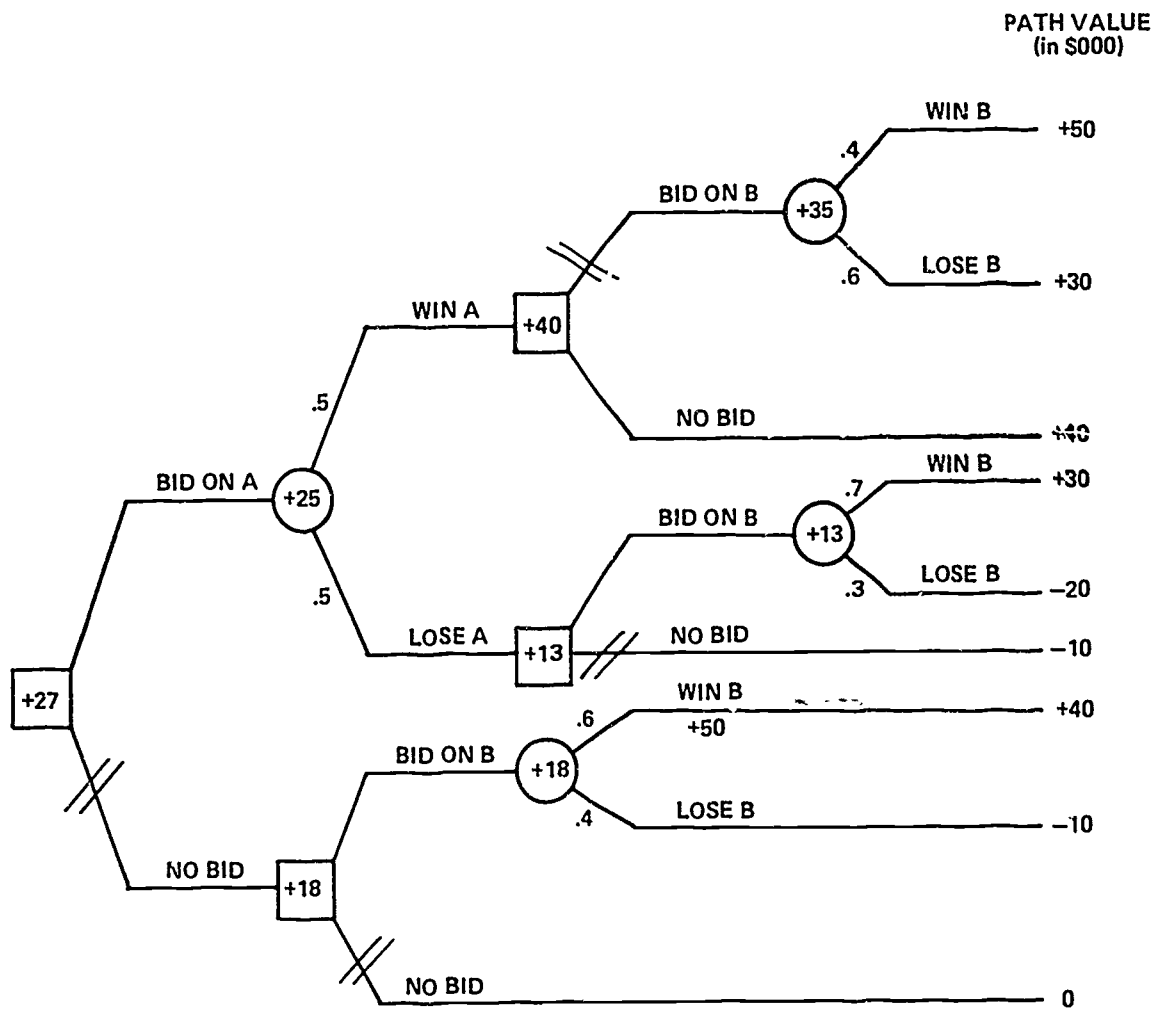 PATH VALUE
(in $000)
WIN B
+50
.4
BID ON B
+35
.6
LOSE B
+30
WIN A
+40
.5
NO BID
+40
BID ON A
+25
WIN B
+30
.7
BID ON B
+13
.3
LOSE B
−20
.5
LOSE A
+13
NO BID
−10
+27
WIN B
+40
.6
+50
BID ON B
+18
.4
LOSE B
−10
NO BID
+18
NO BID
0